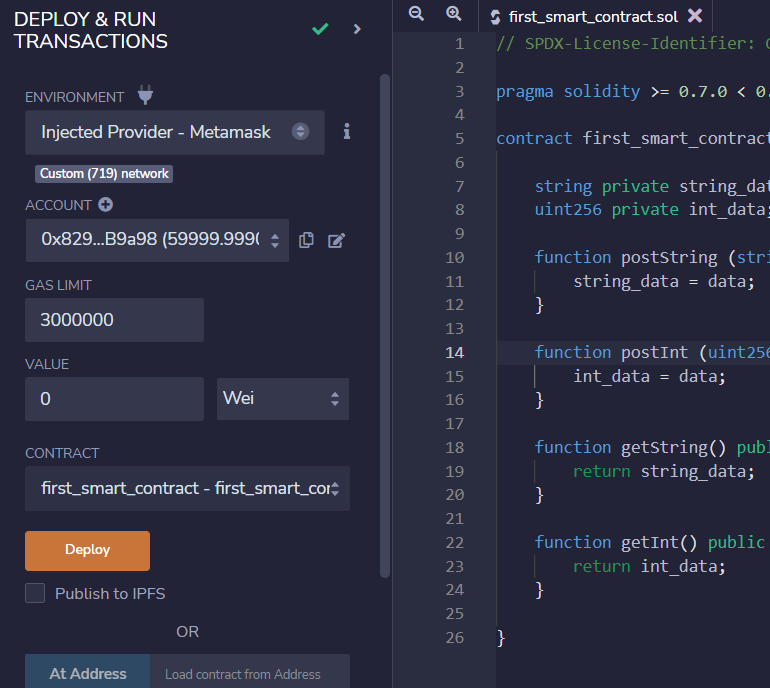 DEPLOY & RUN
TRANSACTIONS
ENVIRONMENT
Injected Provider - Metamask
Custom (719) network
ACCOUNT
0x829...B9a98 (59999.999
GAS LIMIT
3000000
VALUE
0
Wei
CONTRACT
first_smart_contract - first_smart_cor
Deploy
Publish to IPFS
OR
At Address
Load contract from Address
first_smart_contract.sol
1 // SPDX-License-Identifier:
2
3 pragma solidity >= 0.7.0 < 0.
4
5 contract first_smart_contract
6
7 string private string_dat
8 uint256 private int_data;
9
10 function postString (stri
11 string_data = data;
12 }
13
14 function postInt (uint256
15 int_data = data;
16 }
17
18 function getString() publ
19 return string_data;
20 }
21
22 function getInt() public
23 return int_data;
24 }
25
26 }